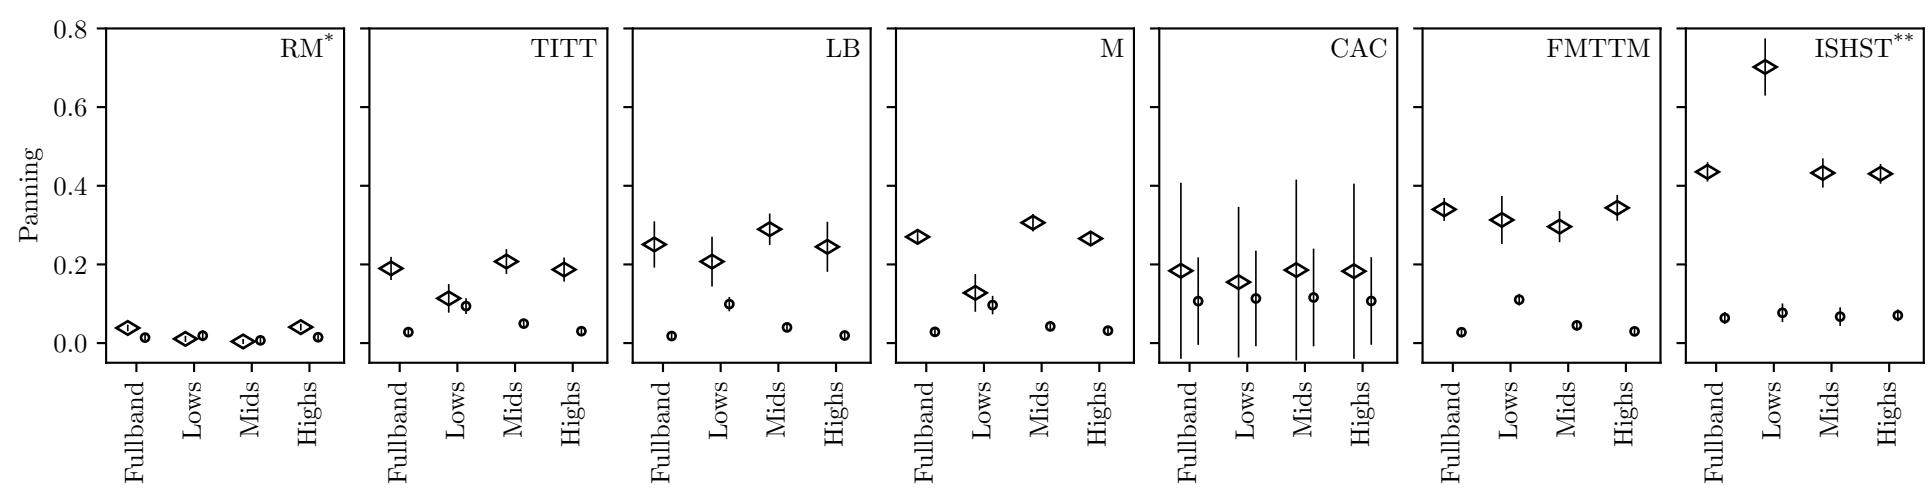 RM* TITT LB M CAC FMTTM ISHST**
0.8
0.6
0.4
0.2
0.0
Panning
Fullband Lows Mids Highs Fullband Lows Mids Highs Fullband Lows Mids Highs Fullband Lows Mids Highs Fullband Lows Mids Highs Fullband Lows Mids Highs Fullband Lows Mids Highs